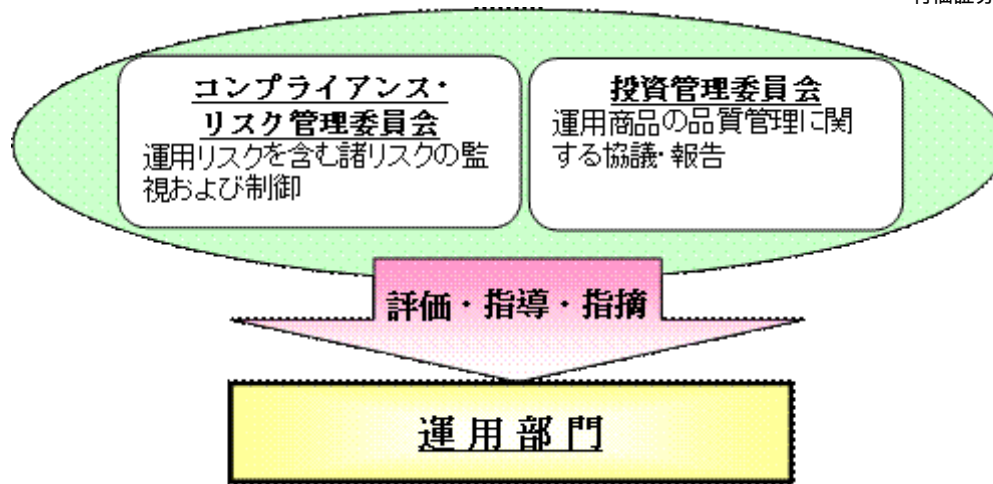 コンプライアンス・
リスク管理委員会
運用リスクを含む諸リスクの監
視および制御
投資管理委員会
運用商品の品質管理に関
する協議・報告
評価・指導・指摘
運用部門